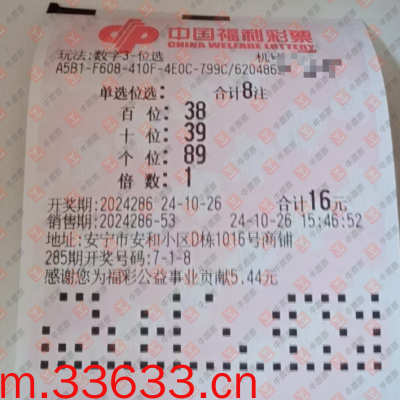 中国福利彩票
CHINA WELFARE LOTTERY
玩法:数字3-位选 机号
A5B1-F608-410F-4E0C-799C/620486
单选位选: 合计8注
百 位: 38
十 位: 39
个 位: 89
倍 数: 1
开奖期:2024286 24-10-26 合计16元
销售期:2024286-53 24-10-26 15:46:52
地址:安宁市安和小区D栋1016号商铺
285期开奖号码:7-1-8
感谢您为福彩公益事业贡献5.44元
m.33633.cn